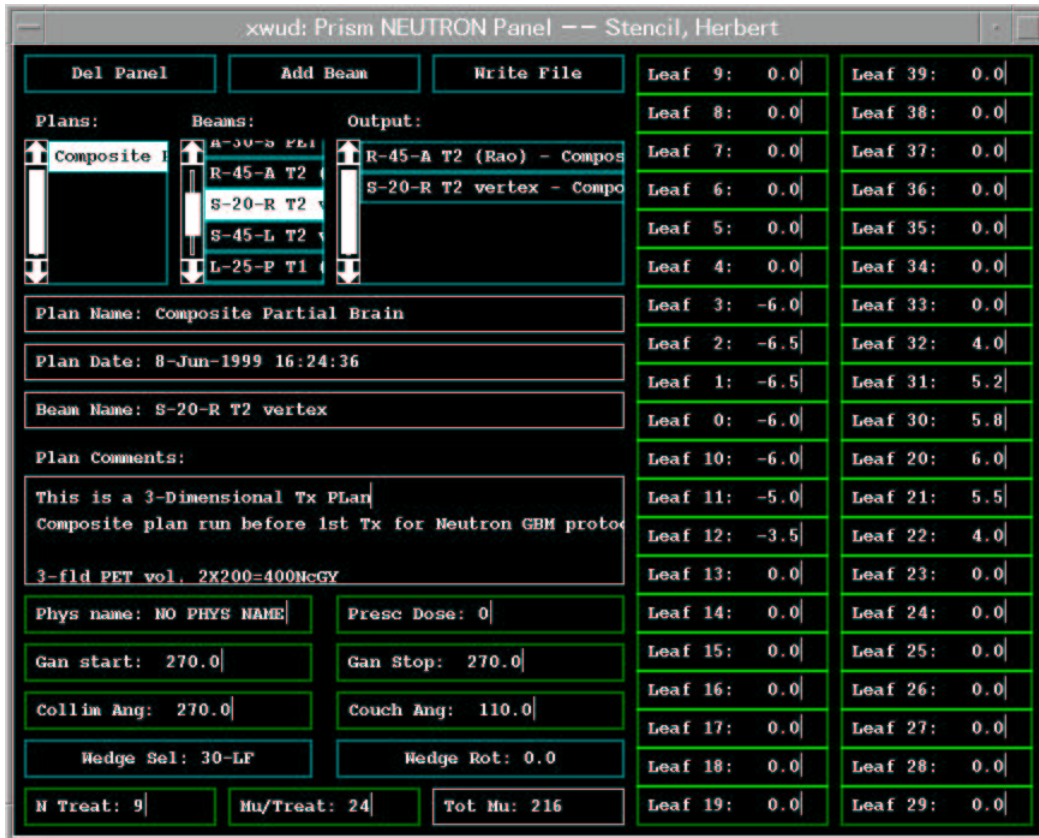 xwud: Prism NEUTRON Panel -- Stencil, Herbert
Del Panel
Add Beam
Write File
Plans:
Beams:
Output:
Composite
R-45-A T2 (
S-20-R T2
S-45-L T2
L-25-P T1 (
R-45-A T2 (Rao) - Compos
S-20-R T2 vertex - Compo
Plan Name: Composite Partial Brain
Plan Date: 8-Jun-1999 16:24:36
Beam Name: S-20-R T2 vertex
Plan Comments:
This is a 3-Dimensional Tx PLan
Composite plan run before 1st Tx for Neutron GBM protoc
3-fld PET vol. 2X200=400NcGY
Phys name: NO PHYS NAME
Presc Dose: 0
Gan start: 270.0
Gan Stop: 270.0
Collim Ang: 270.0
Couch Ang: 110.0
Wedge Sel: 30-LF
Wedge Rot: 0.0
N Treat: 9
Mu/Treat: 24
Tot Mu: 216
Leaf 9: 0.0
Leaf 8: 0.0
Leaf 7: 0.0
Leaf 6: 0.0
Leaf 5: 0.0
Leaf 4: 0.0
Leaf 3: -6.0
Leaf 2: -6.5
Leaf 1: -6.5
Leaf 0: -6.0
Leaf 10: -6.0
Leaf 11: -5.0
Leaf 12: -3.5
Leaf 13: 0.0
Leaf 14: 0.0
Leaf 15: 0.0
Leaf 16: 0.0
Leaf 17: 0.0
Leaf 18: 0.0
Leaf 19: 0.0
Leaf 39: 0.0
Leaf 38: 0.0
Leaf 37: 0.0
Leaf 36: 0.0
Leaf 35: 0.0
Leaf 34: 0.0
Leaf 33: 0.0
Leaf 32: 4.0
Leaf 31: 5.2
Leaf 30: 5.8
Leaf 20: 6.0
Leaf 21: 5.5
Leaf 22: 4.0
Leaf 23: 0.0
Leaf 24: 0.0
Leaf 25: 0.0
Leaf 26: 0.0
Leaf 27: 0.0
Leaf 28: 0.0
Leaf 29: 0.0